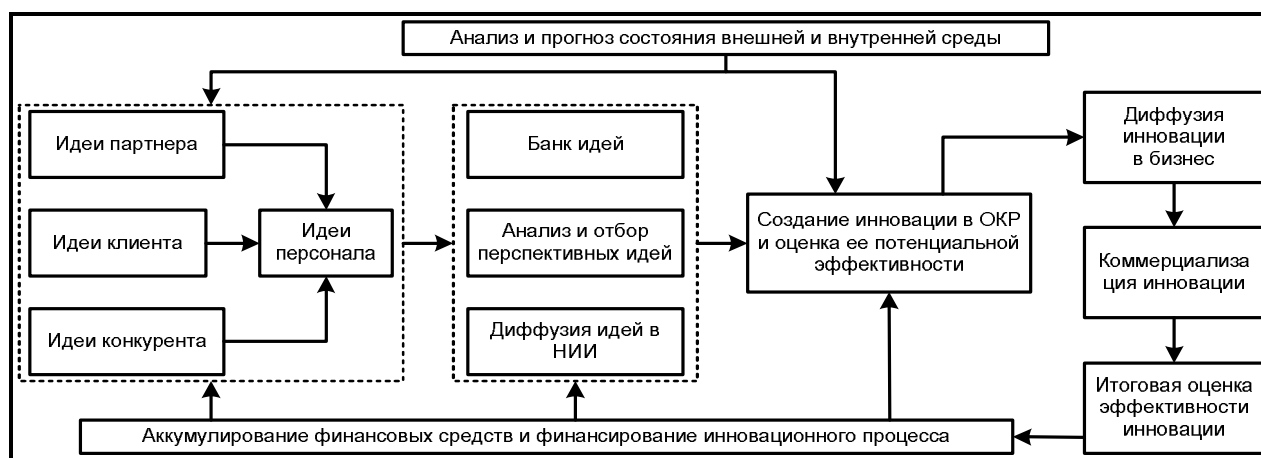 Анализ и прогноз состояния внешней и внутренней среды
Идеи партнера
Идеи клиента
Идеи конкурента
Идеи
персонала
Банк идей
Анализ и отбор
перспективных идей
Диффузия идей в
НИИ
Создание инновации в ОКР
и оценка ее потенциальной
эффективности
Диффузия
инновации
в бизнес
Коммерциализа
ция инновации
Итоговая оценка
эффективности
инновации
Аккумулирование финансовых средств и финансирование инновационного процесса